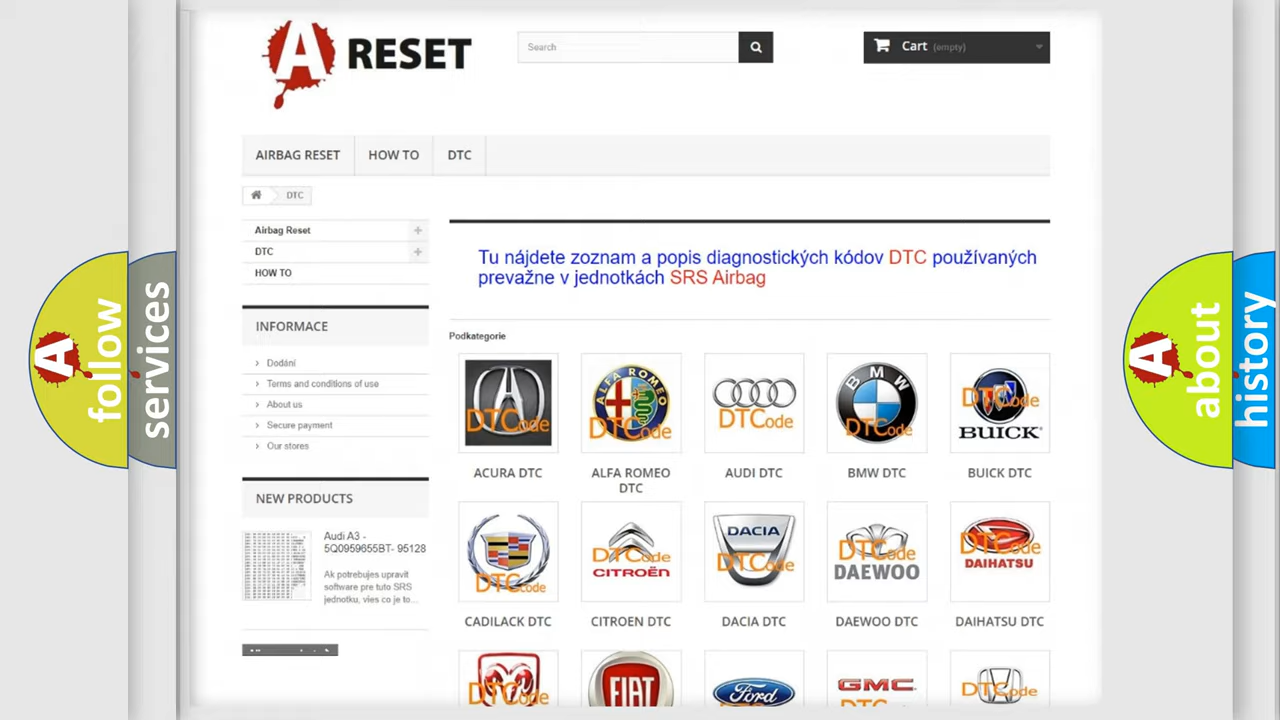 A RESET
Search
Cart (empty)
AIRBAG RESET
HOW TO
DTC
DTC
Airbag Reset
DTC
HOW TO
INFORMACE
Dodání
Terms and conditions of use
About us
Secure payment
Our stores
NEW PRODUCTS
Audi A3 -
5Q0959655BT- 95128
Ak potrebujes upravit
software pre tuto SRS
jednotku, vies co je to...
Tu nájdete zoznam a popis diagnostických kódov DTC používaných
prevažne v jednotkách SRS Airbag
Podkategorie
DTCode
ALFA ROMEO
DTCode
DTCode
BMW
DTCode
DTCode
BUICK
ACURA DTC
ALFA ROMEO
DTC
AUDI DTC
BMW DTC
BUICK DTC
DTCode
DTCode
CITROËN
DACIA
DTCode
DTCode
DAEWOO
DTCode
DAIHATSU
CADILACK DTC
CITROEN DTC
DACIA DTC
DAEWOO DTC
DAIHATSU DTC
DTCode
FIAT
Ford
GMC
DTCode
A follow
services
A about
history